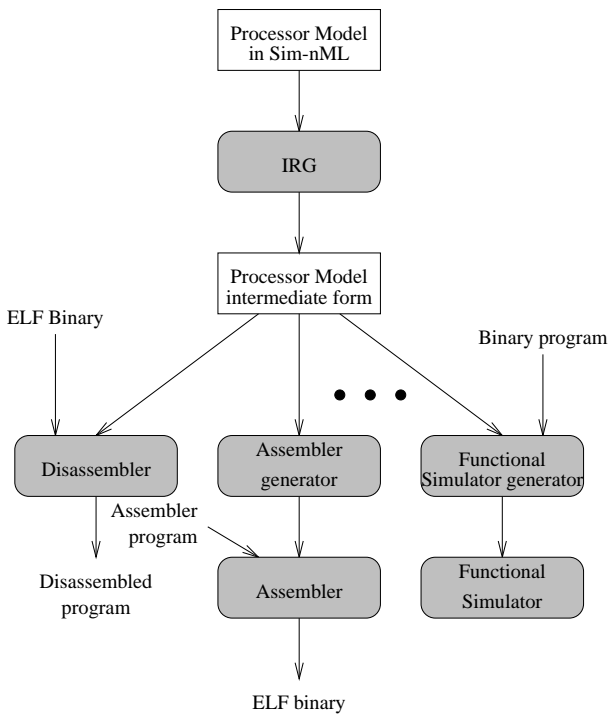 Processor Model
in Sim-nML
IRG
Processor Model
intermediate form
ELF Binary
Binary program
Disassembler
Assembler
generator
Functional
Simulator generator
Assembler
program
Disassembled
program
Assembler
Functional
Simulator
ELF binary